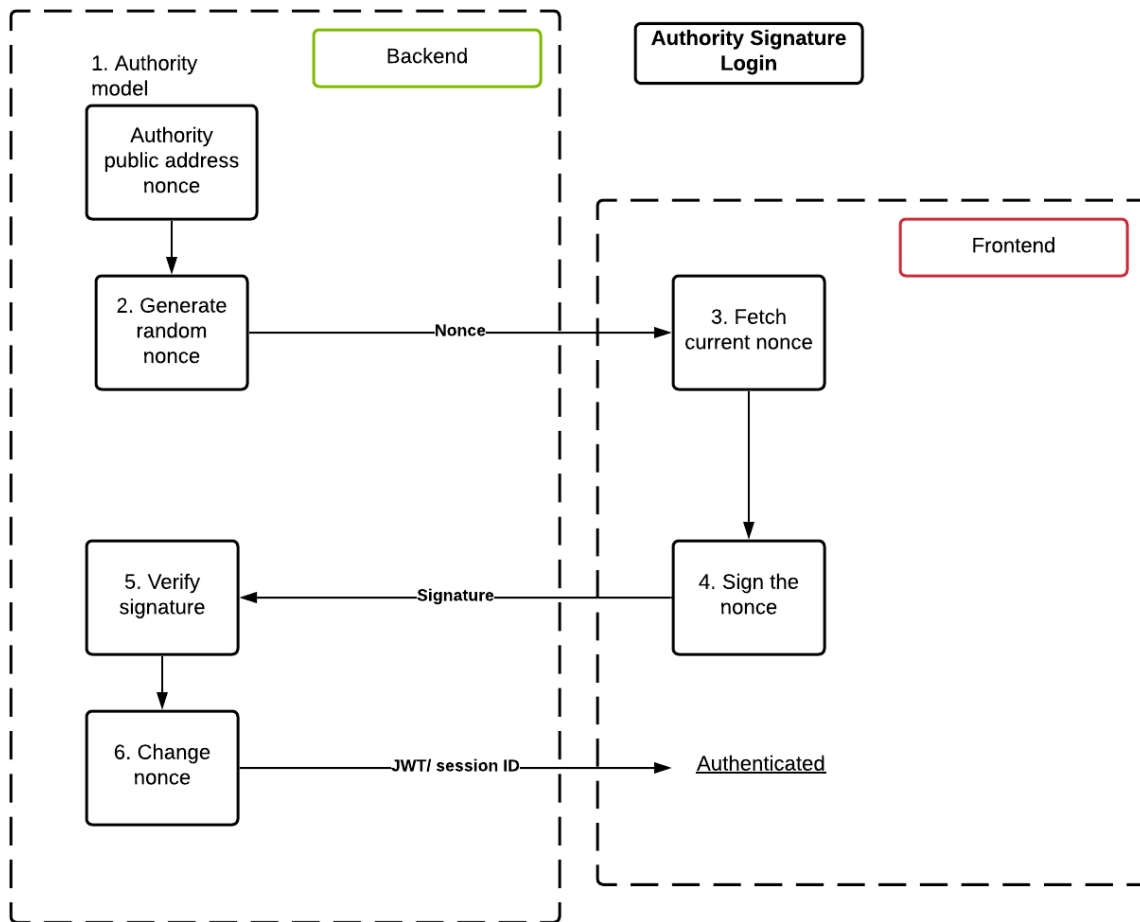 Backend
Authority Signature
Login
1. Authority
model
Authority
public address
nonce
Frontend
2. Generate
random
nonce
Nonce
3. Fetch
current nonce
5. Verify
signature
Signature
4. Sign the
nonce
6. Change
nonce
JWT/ session ID
Authenticated